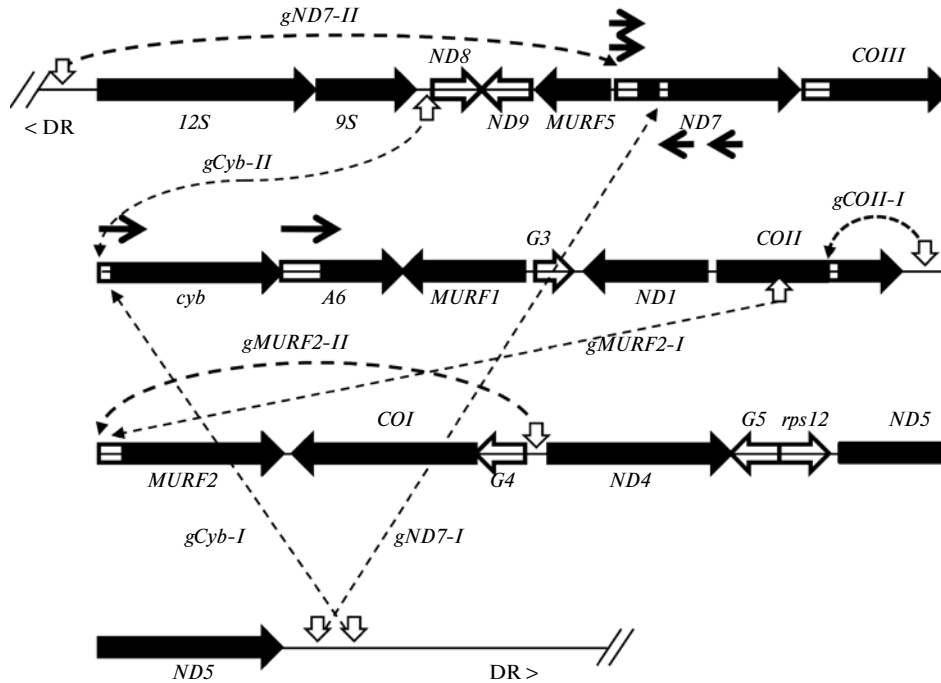 gND7-II
ND8
COIII
12S
9S
ND9
MURF5
ND7
< DR
gCyb-II
gCOII-I
G3
COII
cyb
A6
MURF1
ND1
gMURF2-II
gMURF2-I
COI
G5
rps12
ND5
MURF2
G4
ND4
gCyb-I
gND7-I
ND5
DR >